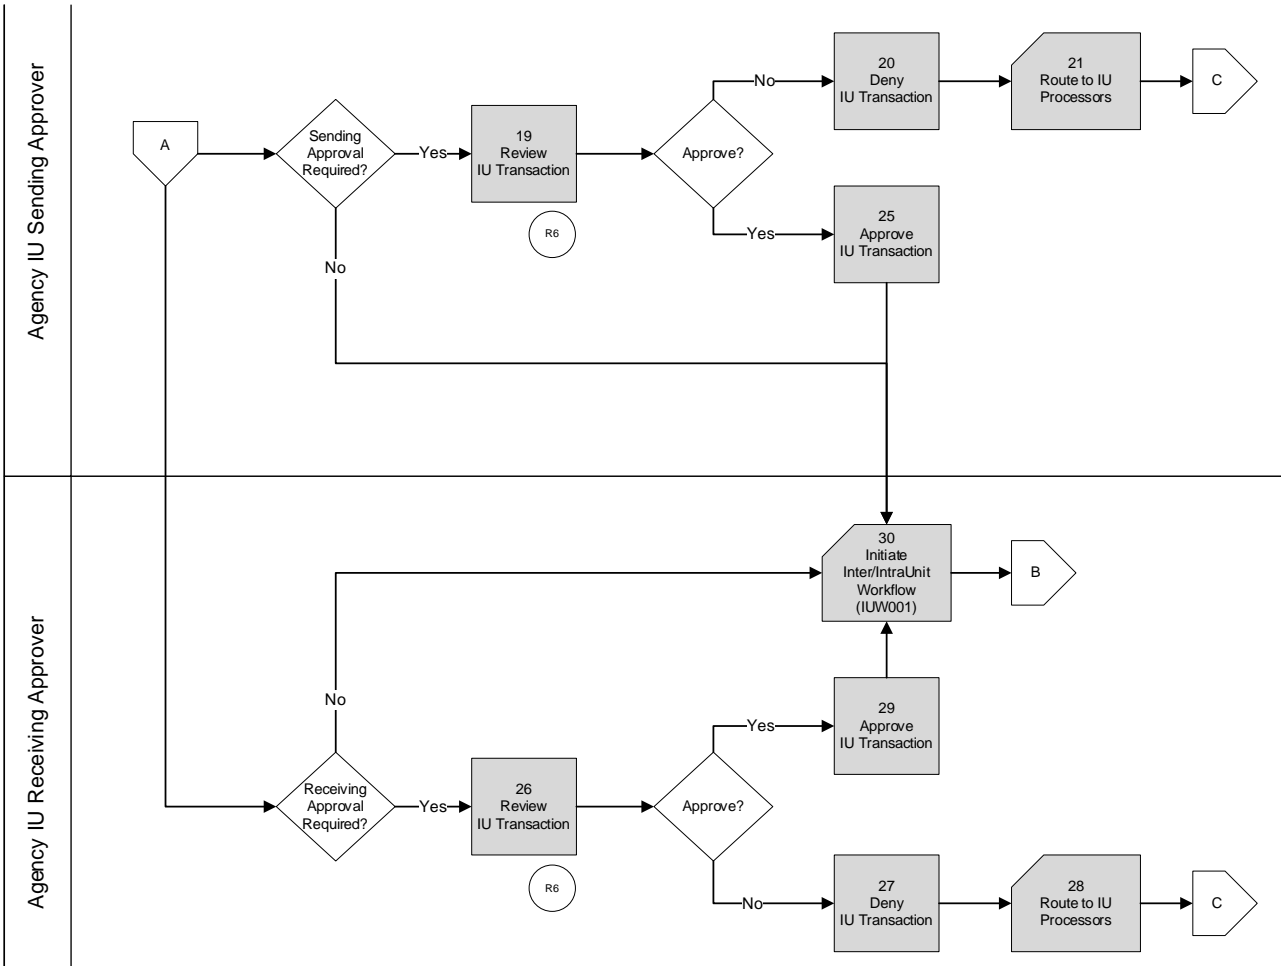 Agency IU Sending Approver
A
Sending
Approval
Required?
Yes
No
19
Review
IU Transaction
R6
Approve?
No
Yes
20
Deny
IU Transaction
21
Route to IU
Processors
C
25
Approve
IU Transaction
Agency IU Receiving Approver
30
Initiate
Inter/IntraUnit
Workflow
(IUW001)
B
No
Receiving
Approval
Required?
Yes
26
Review
IU Transaction
R6
Approve?
Yes
No
29
Approve
IU Transaction
27
Deny
IU Transaction
28
Route to IU
Processors
C